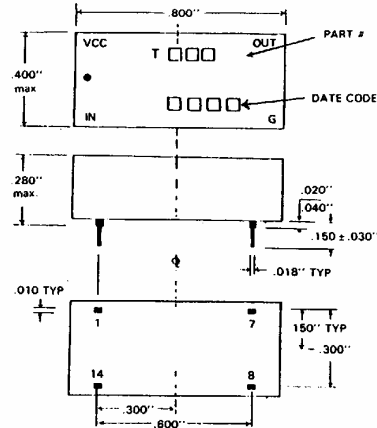 .800''
VCC
OUT
PART #
T
.400''
max
DATE CODE
IN
G
.280''
max.
.020''
.040''
.150 ± .030''
.018'' TYP
.010 TYP
1
7
150'' TYP
.300''
14
8
.300''
.600''